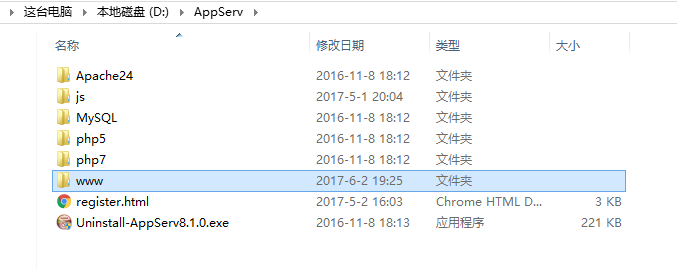 这台电脑 > 本地磁盘 (D:) > AppServ >
名称 修改日期 类型 大小
Apache24 2016-11-8 18:12 文件夹
js 2017-5-1 20:04 文件夹
MySQL 2016-11-8 18:12 文件夹
php5 2016-11-8 18:12 文件夹
php7 2016-11-8 18:12 文件夹
www 2017-6-2 19:25 文件夹
register.html 2017-5-2 16:03 Chrome HTML D... 3 KB
Uninstall-AppServ8.1.0.exe 2016-11-8 18:13 应用程序 221 KB